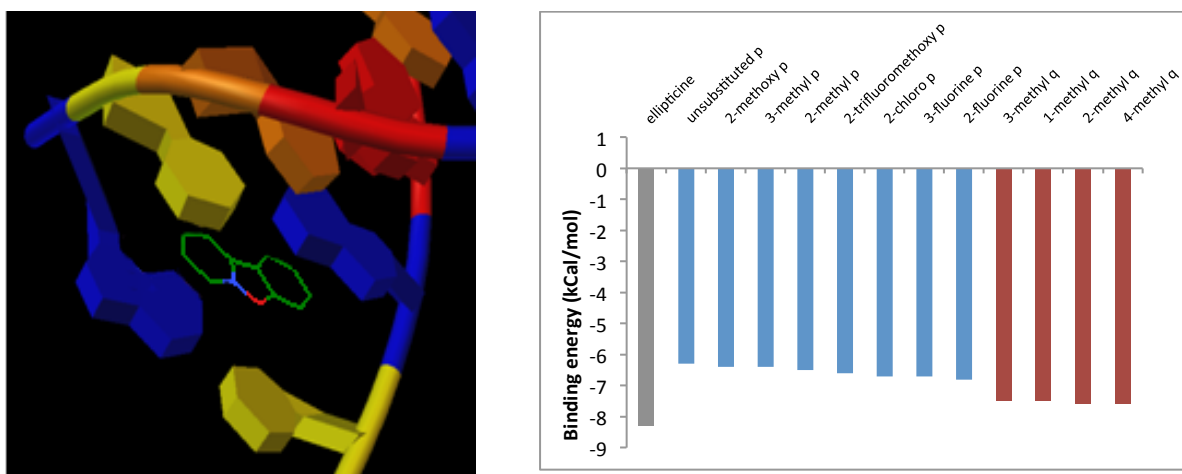 ellipticine
unsubstituted p
2-methoxy p
3-methyl p
2-methyl p
2-trifluromethoxy p
2-chloro p
3-fluorine p
2-fluorine p
3-methyl q
1-methyl q
2-methyl q
4-methyl q
Binding energy (kCal/mol)
1
0
-1
-2
-3
-4
-5
-6
-7
-8
-9